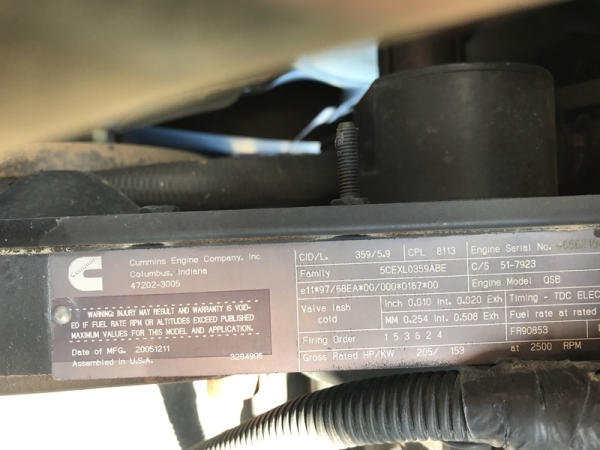 Cummins Engine Company, Inc
Columbus, Indiana
47202-3005
WARNING: INJURY MAY RESULT AND WARRANTY IS VOID-
ED IF FUEL RATE RPM OR ALTITUDES EXCEED PUBLISHED
MAXIMUM VALUES FOR THIS MODEL AND APPLICATION.
Date of MFG. 20051211
Assembled in U.S.A. 3284906
CID/L. 359/5.9 CPL 8113 Engine Serial No.
Family 5CEXL0359ABE C/S 51-7923
e11*97/68EA*00/000*0187*00 Engine Model QSB
Valve lash Inch 0.010 Int. 0.020 Exh. Timing - TDC ELEC
cold MM 0.254 Int 0.508 Exh Fuel rate at rated
Firing Order 1 5 3 6 2 4 FR90853
Gross Rated HP/KW 205/ 153 at 2500 RPM